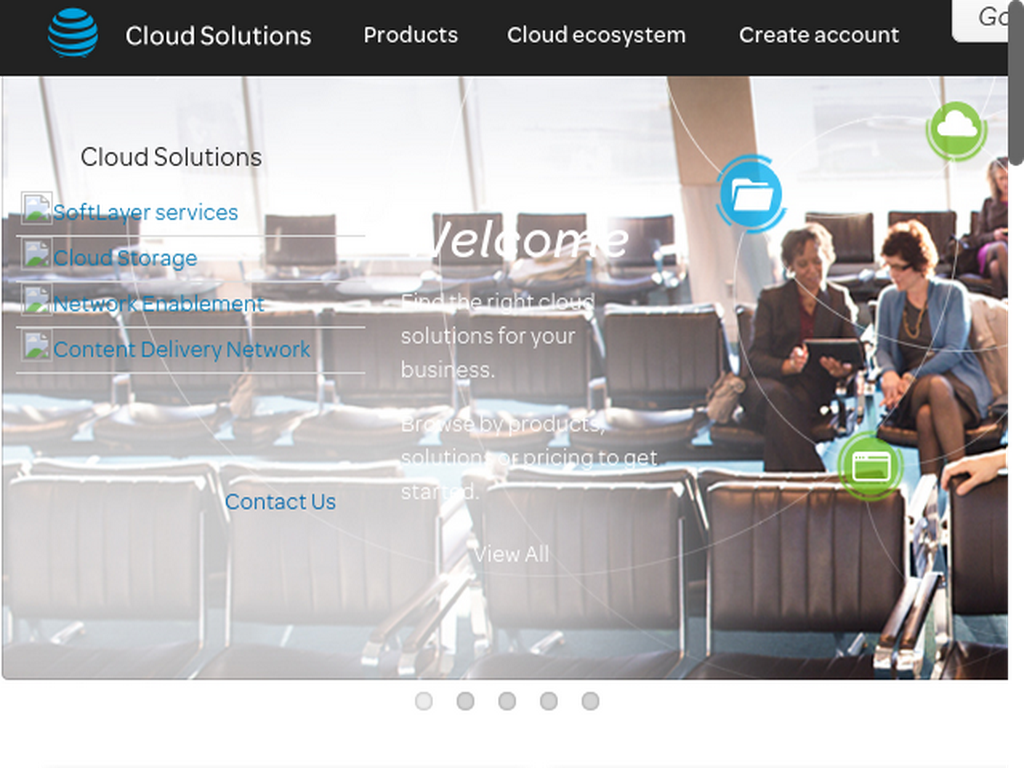 Cloud Solutions
Products
Cloud ecosystem
Create account
Go
Cloud Solutions
SoftLayer services
Cloud Storage
Network Enablement
Content Delivery Network
Contact Us
Welcome
Find the right cloud
solutions for your
business.
Browse by products,
solutions or pricing to get
started.
View All